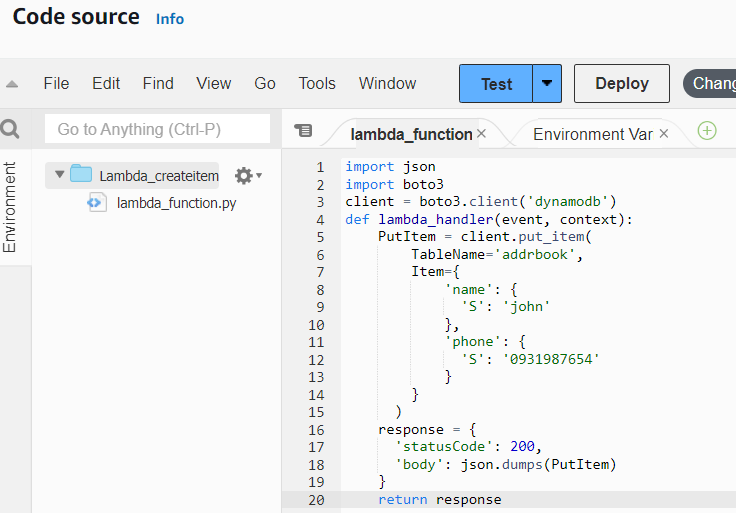 Code source Info
File Edit Find View Go Tools Window Test Deploy Chang
Go to Anything (Ctrl-P)
lambda_function × Environment Var ×
Environment
Lambda_createitem
lambda_function.py
1 import json
2 import boto3
3 client = boto3.client('dynamodb')
4 def lambda_handler(event, context):
5     PutItem = client.put_item(
6         TableName='addrbook',
7         Item={
8             'name': {
9               'S': 'john'
10             },
11             'phone': {
12               'S': '0931987654'
13             }
14         }
15       )
16     response = {
17       'statusCode': 200,
18       'body': json.dumps(PutItem)
19     }
20     return response